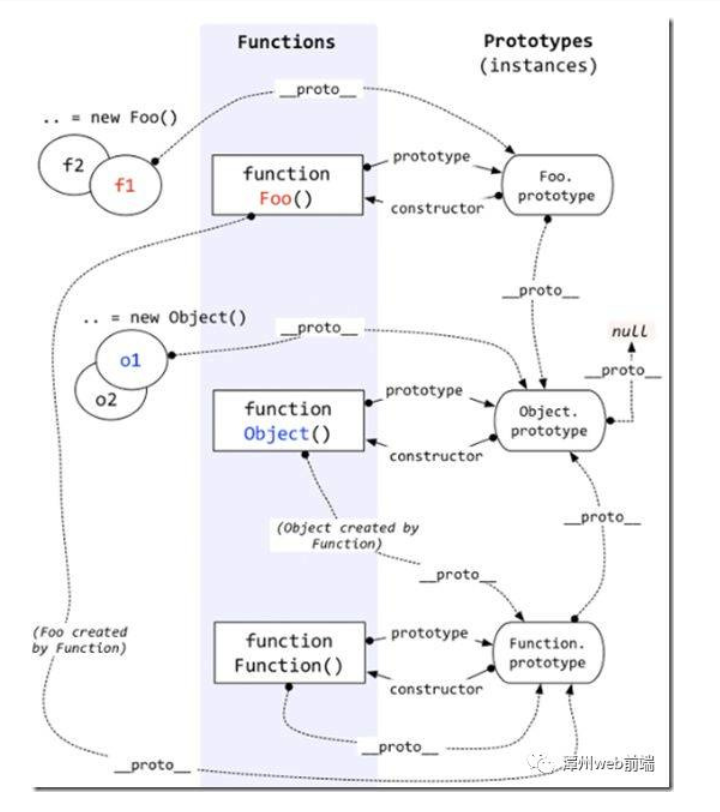 Functions
Prototypes
(instances)
__proto__
.. = new Foo()
f2
f1
function
Foo()
prototype
constructor
Foo.
prototype
__proto__
.. = new Object()
o1
o2
__proto__
null
__proto__
function
Object()
prototype
constructor
Object.
prototype
(Object created by
Function)
__proto__
__proto__
(Foo created
by Function)
function
Function()
prototype
constructor
Function.
prototype
__proto__
__proto__
潭州web前端